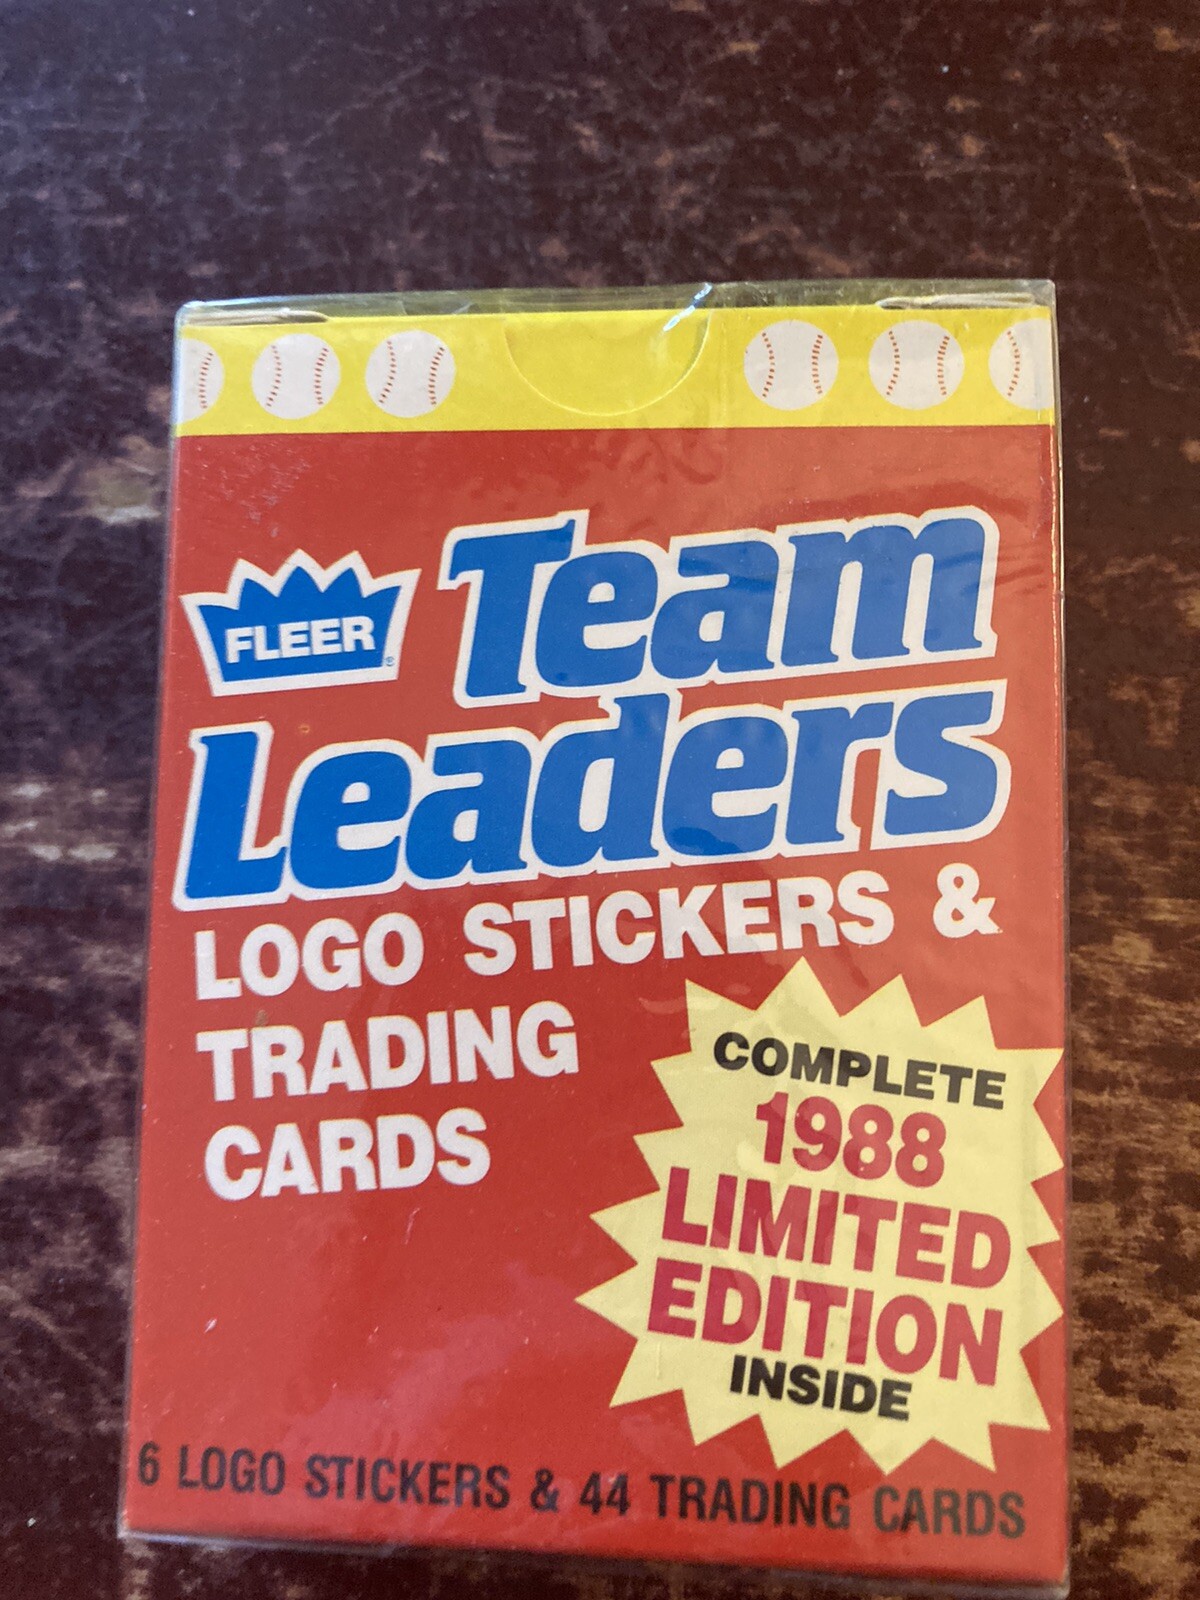 FLEER®
Team
Leaders
LOGO STICKERS &
TRADING
CARDS
COMPLETE
1988
LIMITED
EDITION
INSIDE
6 LOGO STICKERS & 44 TRADING CARDS